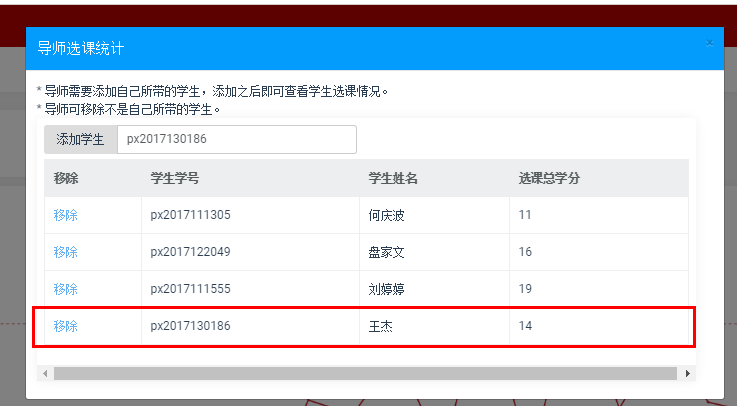 导师选课统计
×
* 导师需要添加自己所带的学生，添加之后即可查看学生选课情况。
* 导师可移除不是自己所带的学生。
添加学生 px2017130186
移除 学生学号 学生姓名 选课总学分
移除 px2017111305 何庆波 11
移除 px2017122049 盘家文 16
移除 px2017111555 刘婷婷 19
移除 px2017130186 王杰 14